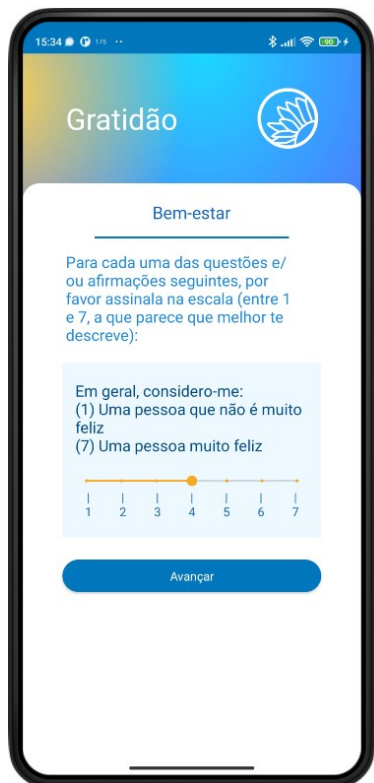 15:34
90
Gratidão
Bem-estar
Para cada uma das questões e/
ou afirmações seguintes, por
favor assinala na escala (entre 1
e 7, a que parece que melhor te
descreve):
Em geral, considero-me:
(1) Uma pessoa que não é muito
feliz
(7) Uma pessoa muito feliz
1 2 3 4 5 6 7
Avançar